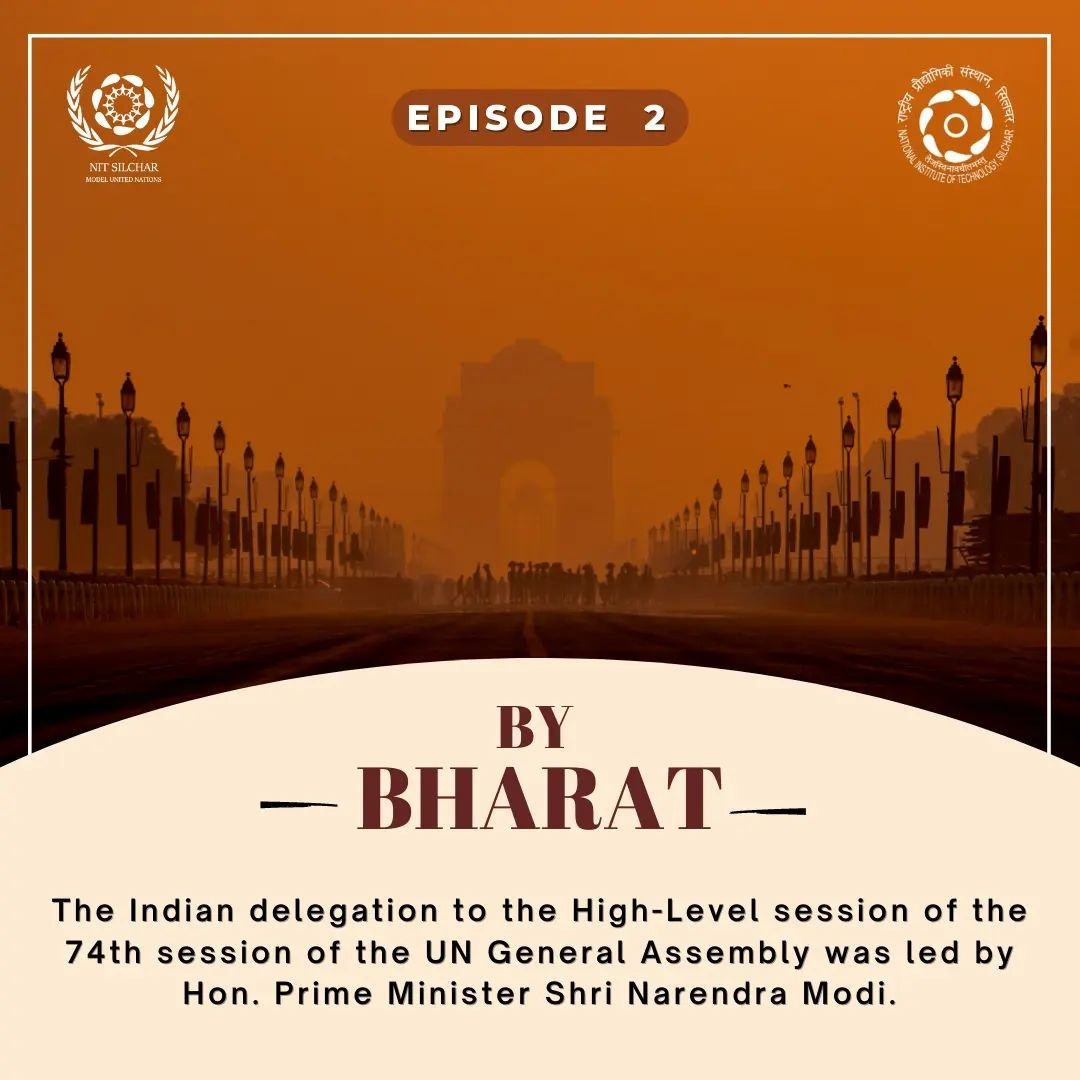 NIT SILCHAR
MODEL UNITED NATIONS
EPISODE 2
राष्ट्रीय प्रौद्योगिकी संस्थान, सिलचर
NATIONAL INSTITUTE OF TECHNOLOGY, SILCHAR
BY
BHARAT
The Indian delegation to the High-Level session of the
74th session of the UN General Assembly was led by
Hon. Prime Minister Shri Narendra Modi.